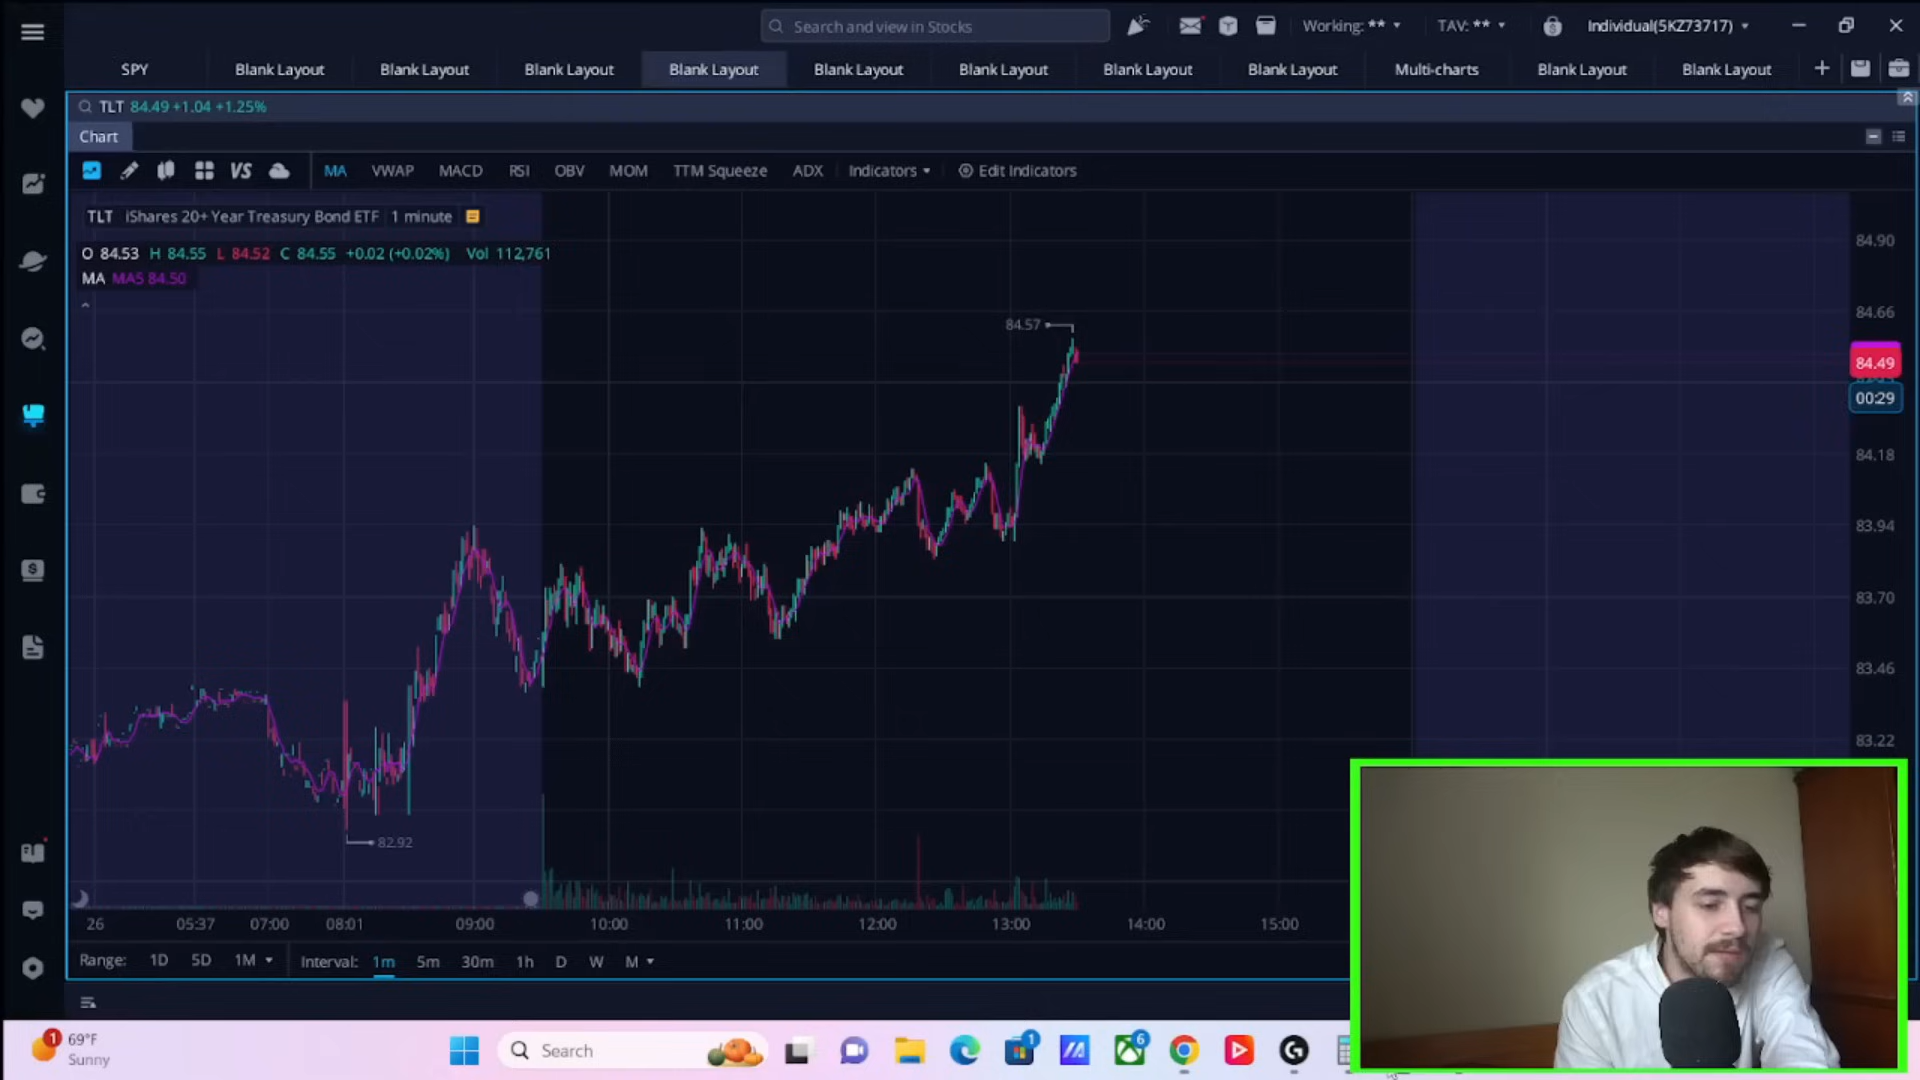 Search and view in Stocks
Working: **
TAV: **
Individual(5KZ73717)
SPY
Blank Layout
Blank Layout
Blank Layout
Blank Layout
Blank Layout
Blank Layout
Blank Layout
Blank Layout
Multi-charts
Blank Layout
Blank Layout
TLT 84.49 +1.04 +1.25%
Chart
VS
MA
VWAP
MACD
RSI
OBV
MOM
TTM Squeeze
ADX
Indicators
Edit Indicators
TLT iShares 20+ Year Treasury Bond ETF 1 minute
O 84.53 H 84.55 L 84.52 C 84.55 +0.02 (+0.02%) Vol 112,761
MA MA5 84.50
84.90
84.66
84.57
84.49
00:29
84.18
83.94
83.70
83.46
83.22
82.92
26 05:37 07:00 08:01 09:00 10:00 11:00 12:00 13:00 14:00 15:00
Range: 1D 5D 1M Interval: 1m 5m 30m 1h D W M
1
69°F
Sunny
Search
1
6